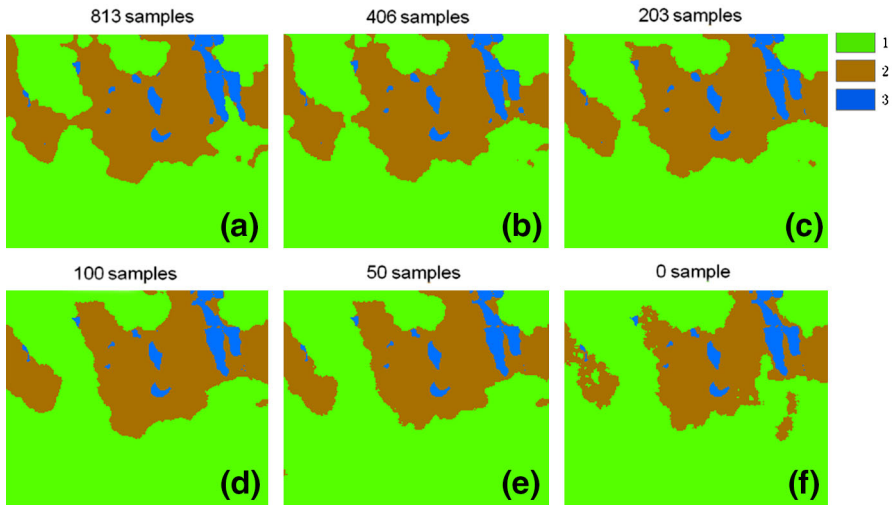 813 samples
406 samples
203 samples
1
2
3
(a)
(b)
(c)
100 samples
50 samples
0 sample
(d)
(e)
(f)